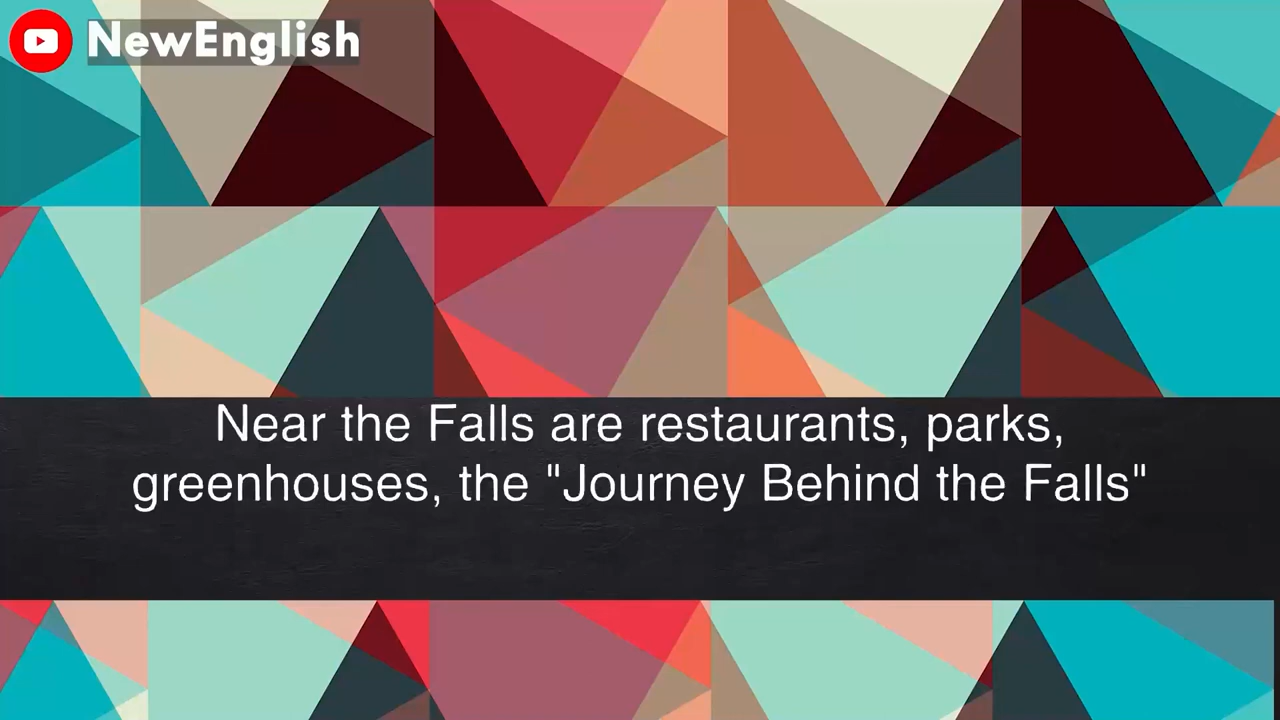 NewEnglish
Near the Falls are restaurants, parks,
greenhouses, the "Journey Behind the Falls"